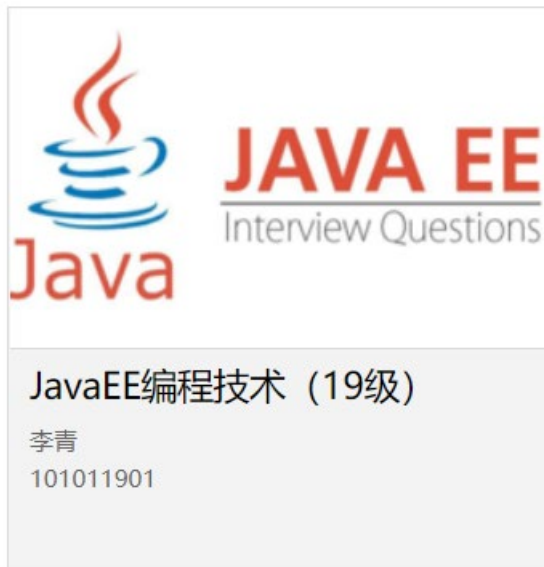 Java
JAVA EE
Interview Questions
JavaEE编程技术（19级）
李青
101011901